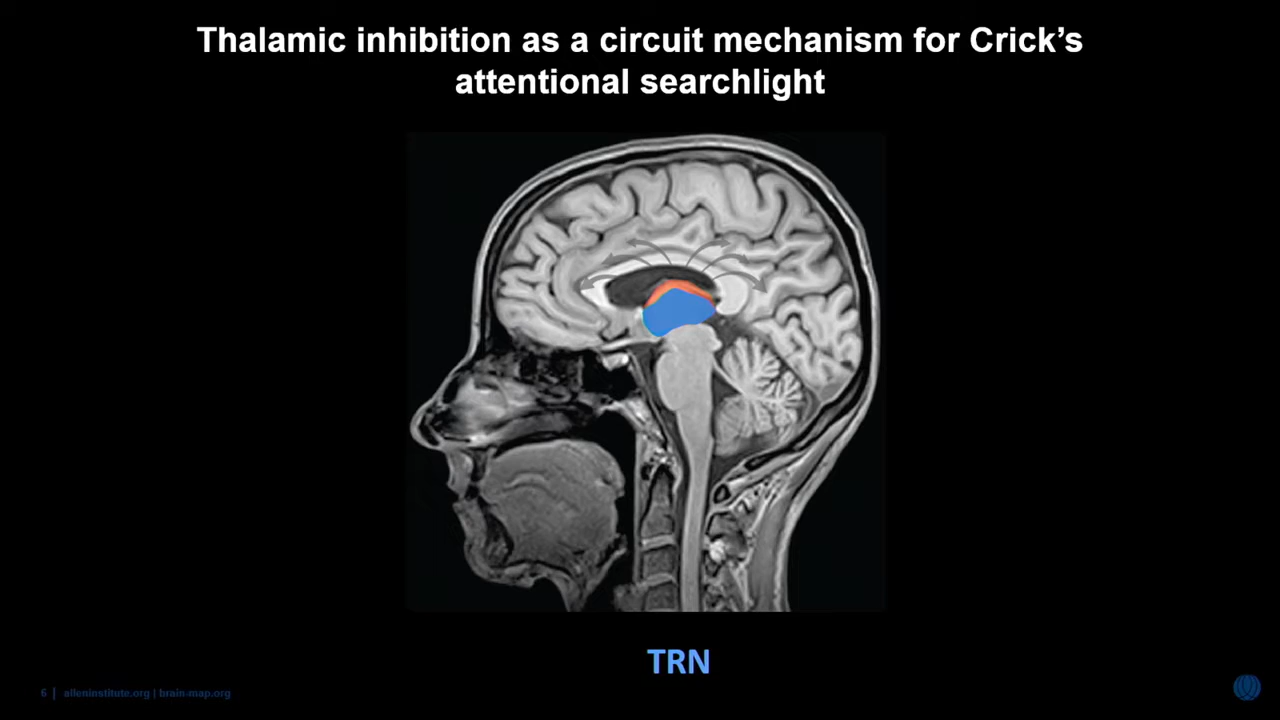 Thalamic inhibition as a circuit mechanism for Crick's
attentional searchlight
TRN
6 | alleninstitute.org | brain-map.org